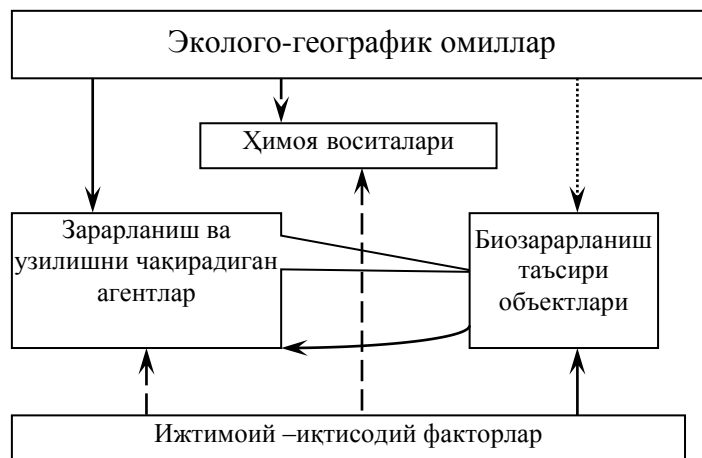 Эколого-географик омиллар
Ҳимоя воситалари
Зарарланиш ва
узилишни чақирадиган
агентлар
Биозарарланиш
таъсири
объектлари
Ижтимоий –иқтисодий факторлар